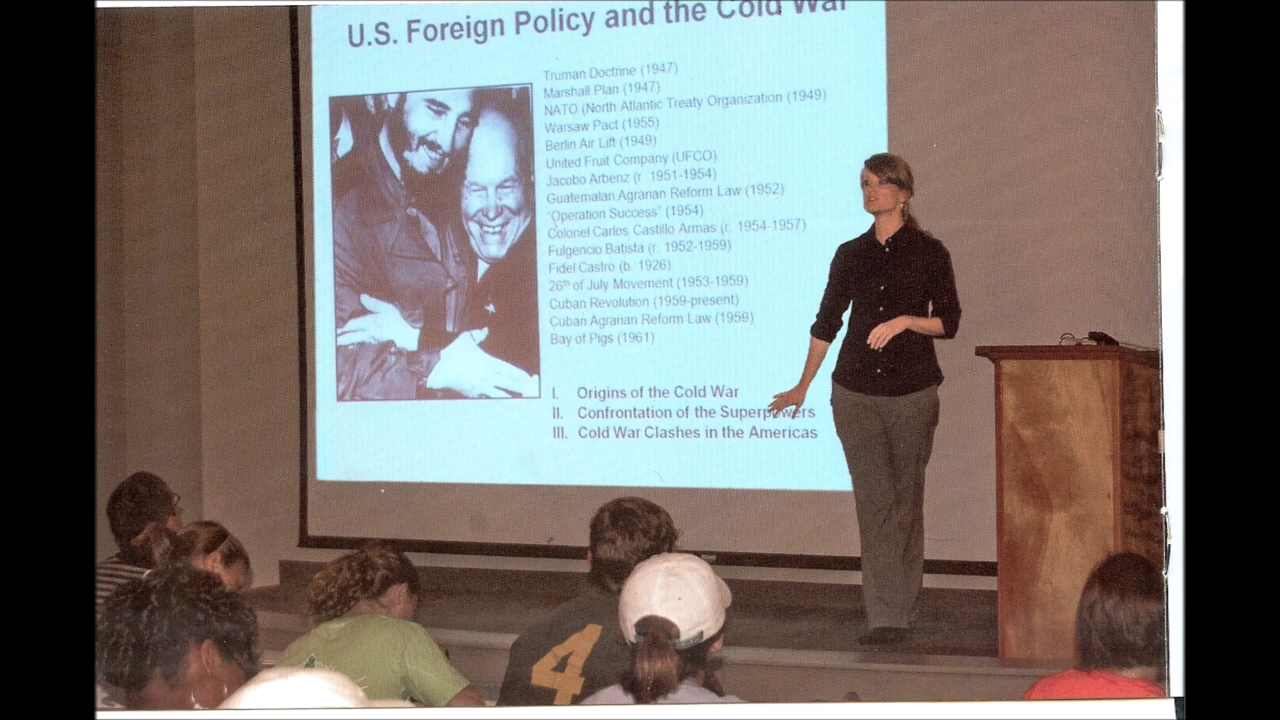 U.S. Foreign Policy and the Cold War
Truman Doctrine (1947)
Marshall Plan (1947)
NATO (North Atlantic Treaty Organization (1949)
Warsaw Pact (1955)
Berlin Air Lift (1949)
United Fruit Company (UFCO)
Jacobo Arbenz (r. 1951-1954)
Guatemalan Agrarian Reform Law (1952)
"Operation Success" (1954)
Colonel Carlos Castillo Armas (r. 1954-1957)
Fulgencio Batista (r. 1952-1959)
Fidel Castro (b. 1926)
26th of July Movement (1953-1959)
Cuban Revolution (1959-present)
Cuban Agrarian Reform Law (1959)
Bay of Pigs (1961)
I. Origins of the Cold War
II. Confrontation of the Superpowers
III. Cold War Clashes in the Americas
4